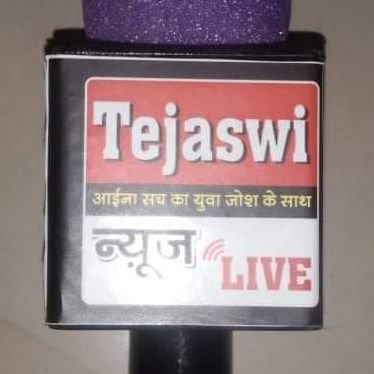 Tejaswi
आईना सच का युवा जोश के साथ
न्यूज LIVE